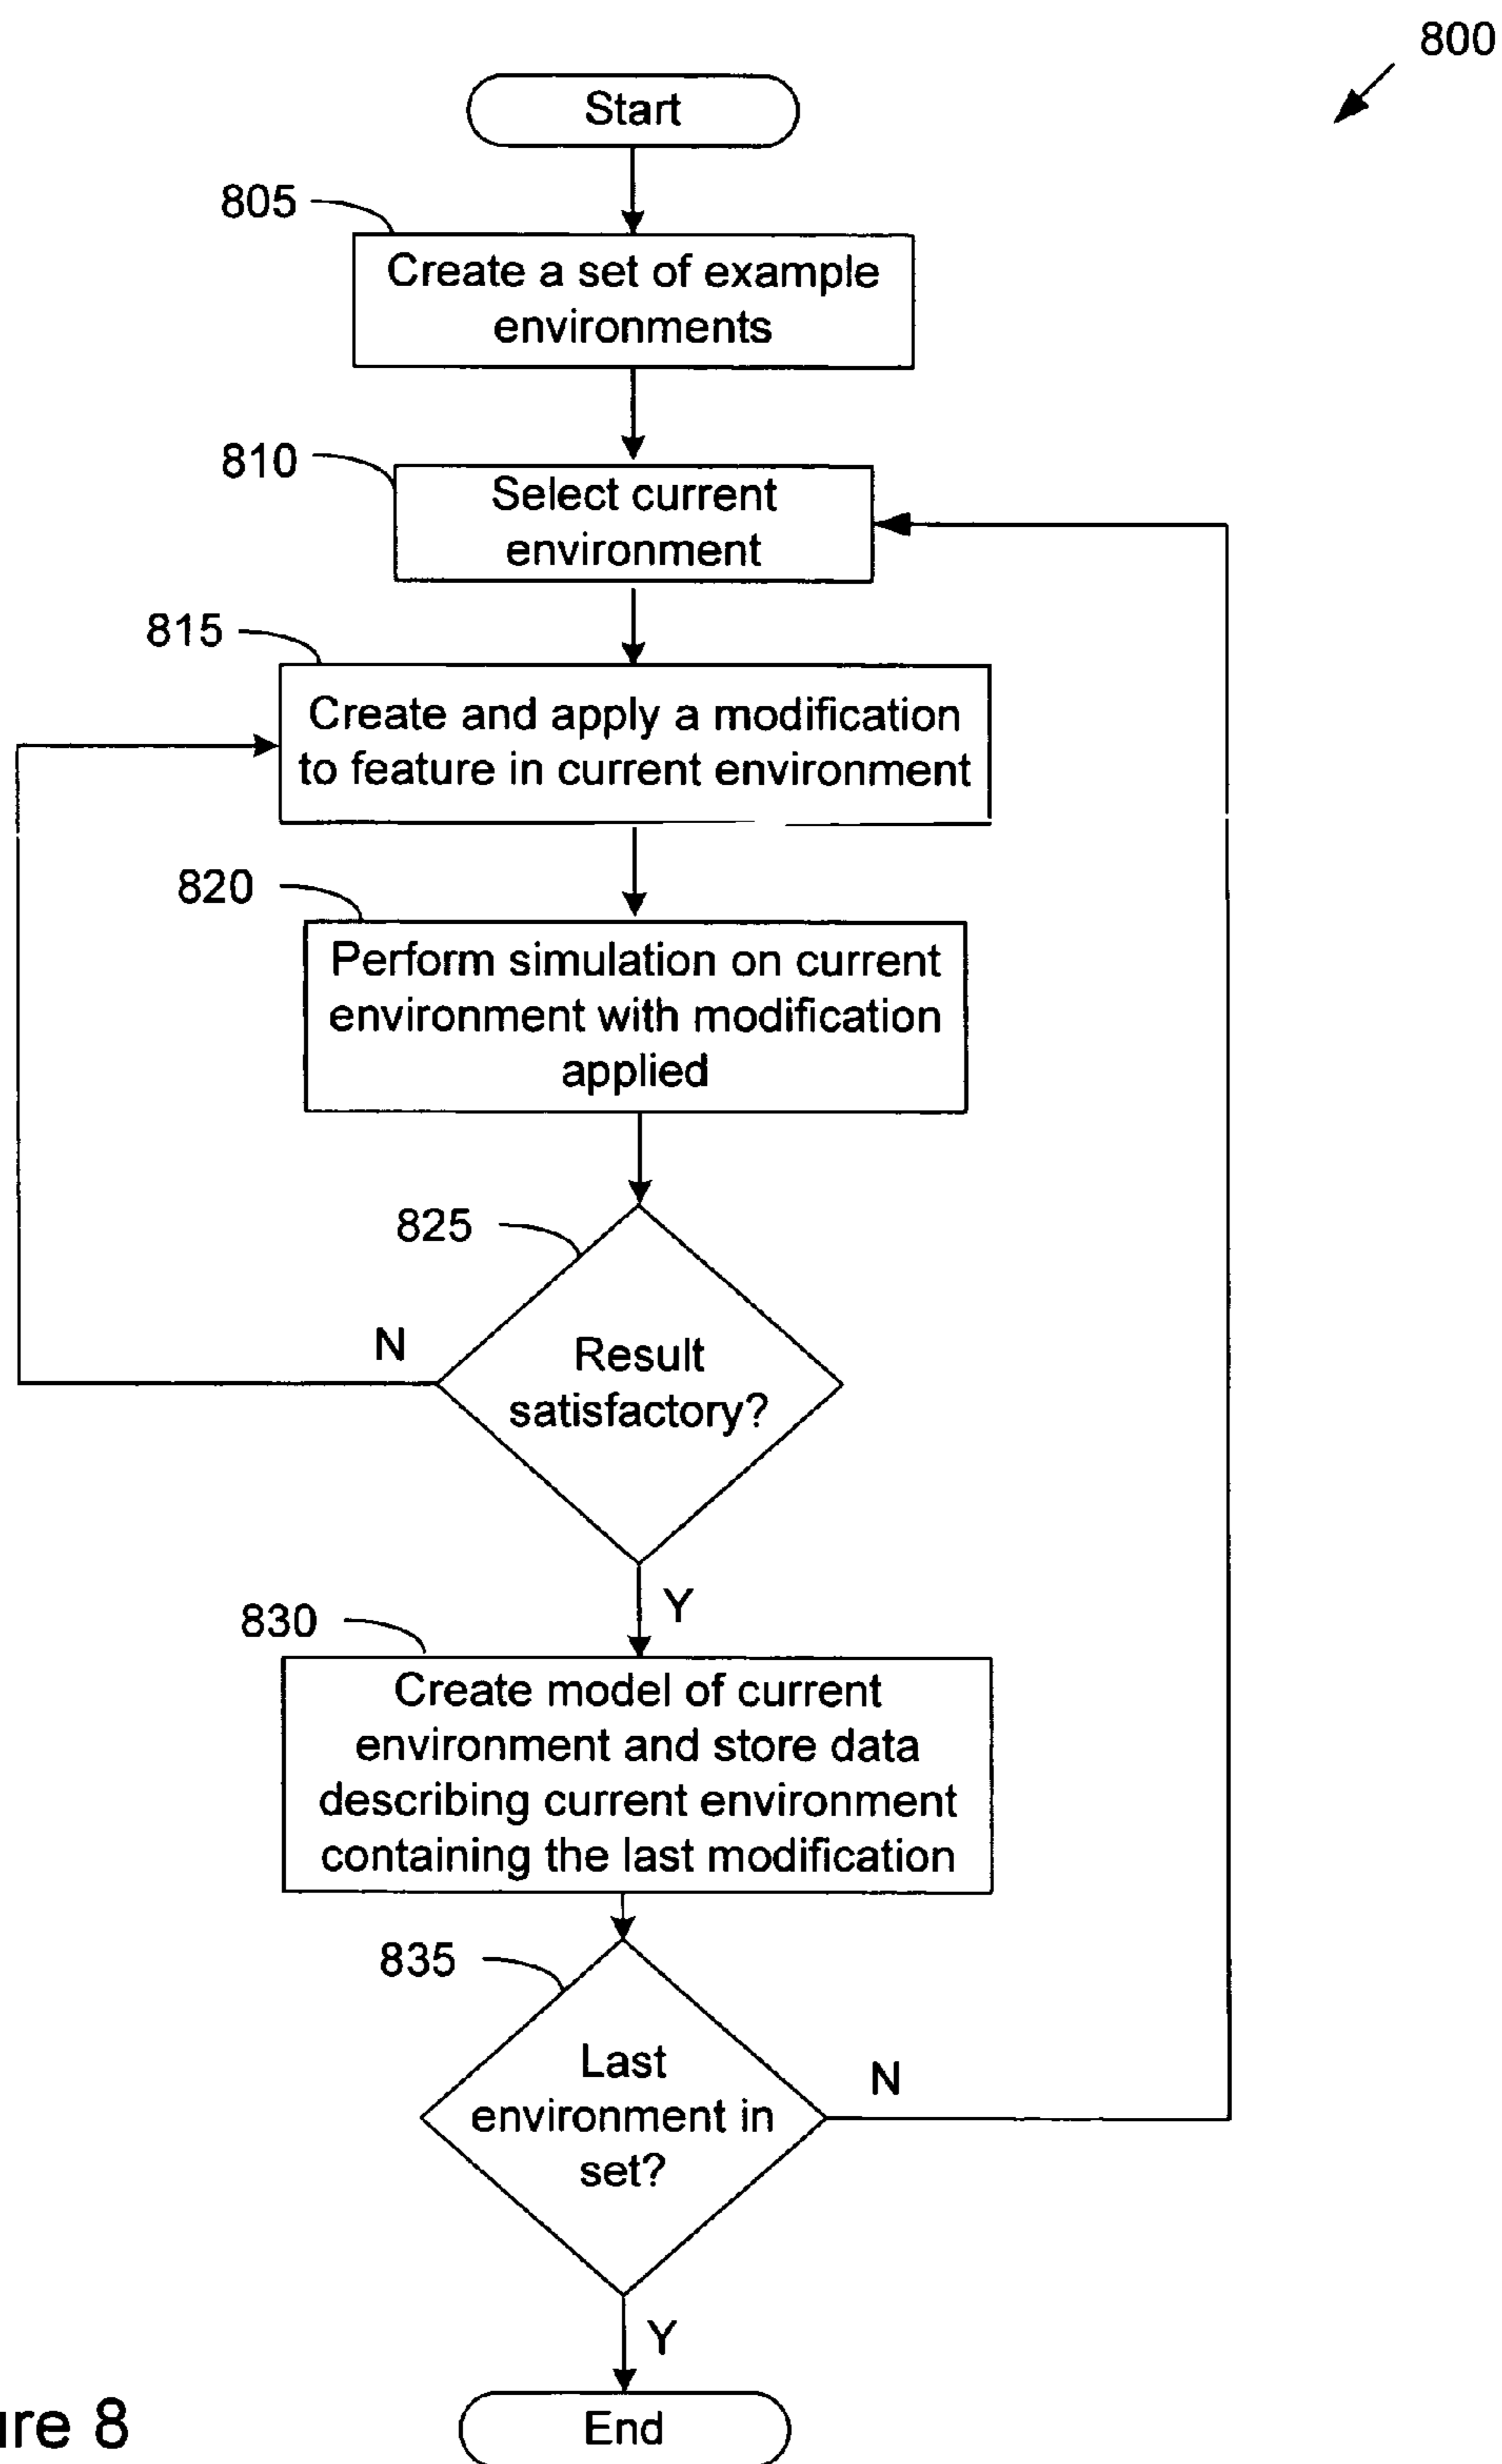 800
Start
805
Create a set of example
environments
810
Select current
environment
815
Create and apply a modification
to feature in current environment
820
Perform simulation on current
environment with modification
applied
825
N
Result
satisfactory?
Y
830
Create model of current
environment and store data
describing current environment
containing the last modification
835
Last
environment in
set?
N
Y
End
ure 8